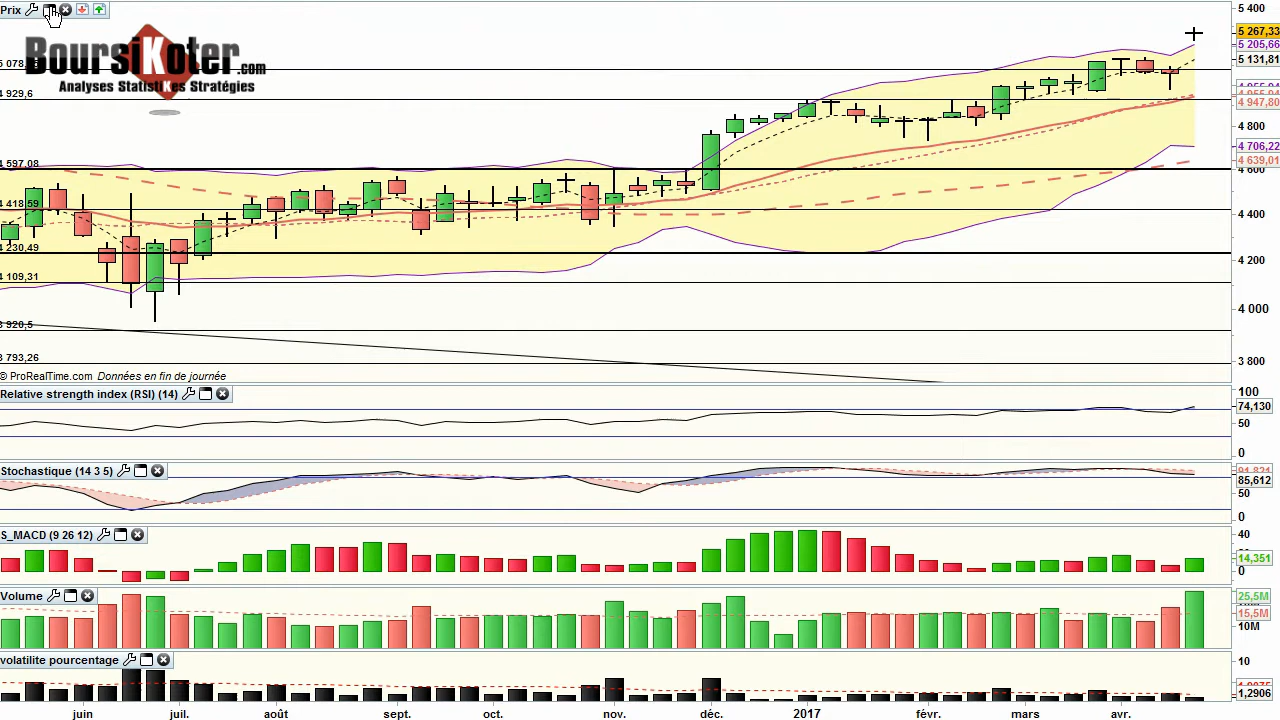 Prix
BoursiKoter.com
Analyses StatistiKes Stratégies
5 400
5 267,33
5 205,66
5 131,81
4 947,80
4 800
4 706,22
4 639,01
4 600
4 400
4 200
4 000
3 800
5 078
4 929,6
4 597,08
4 418,59
4 230,49
4 109,31
3 920,5
3 793,26
© ProRealTime.com Données en fin de journée
Relative strength index (RSI) (14)
100
74,130
50
0
Stochastique (14 3 5)
91,821
85,612
50
0
S_MACD (9 26 12)
40
14,351
0
Volume
25,5M
15,5M
10M
volatilite pourcentage
10
1,2906
juin juil. août sept. oct. nov. déc. 2017 févr. mars avr.